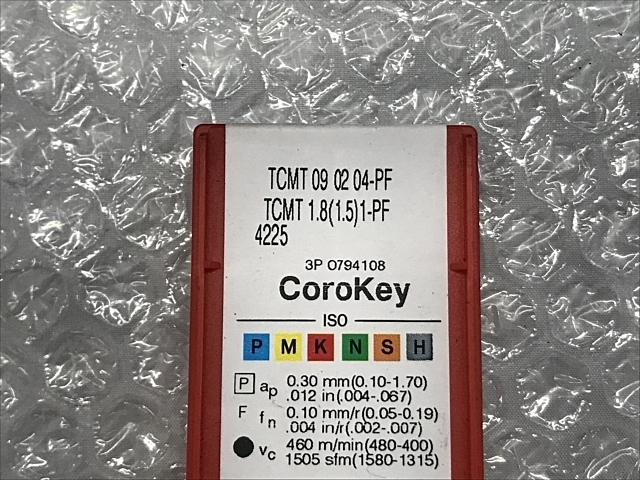 TCMT 09 02 04-PF
TCMT 1.8(1.5)1-PF
4225
3P 0794108
CoroKey
ISO
P M K N S H
P ap 0.30 mm(0.10-1.70)
.012 in(.004-.067)
F fn 0.10 mm/r(0.05-0.19)
.004 in/r(.002-.007)
vc 460 m/min(480-400)
1505 sfm(1580-1315)